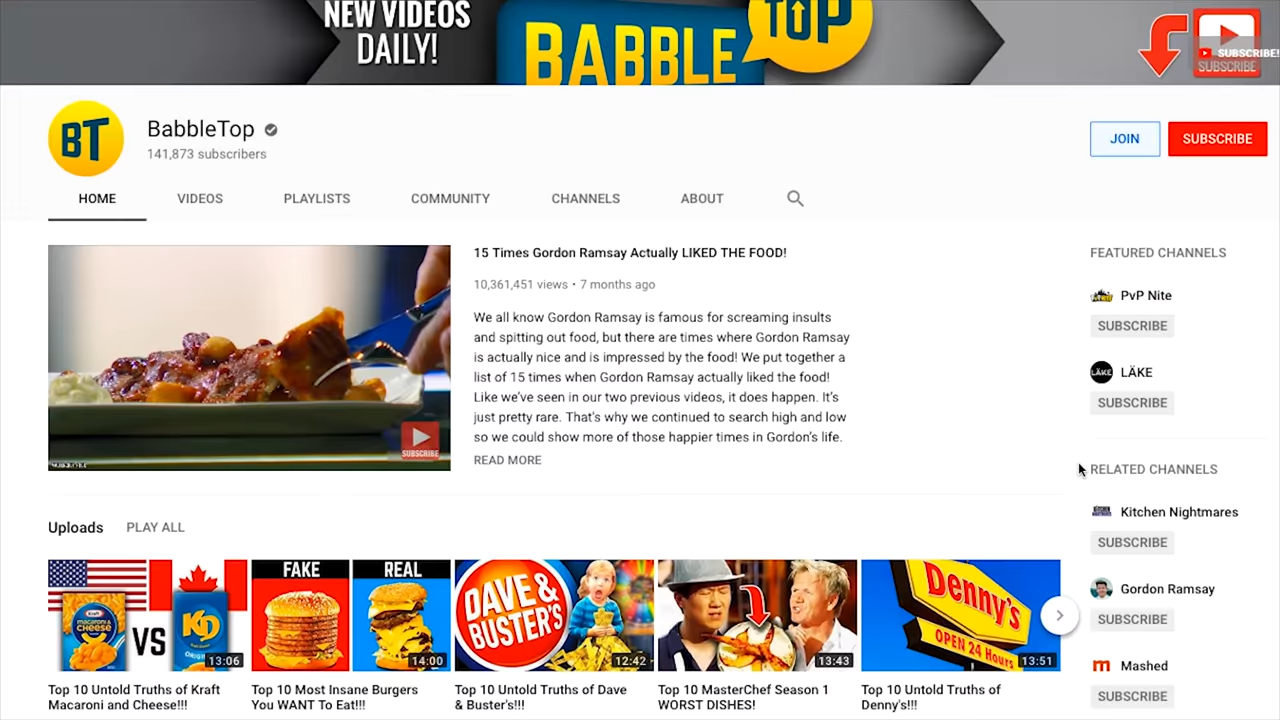 NEW VIDEOS
DAILY!
BABBLE
TOP
SUBSCRIBE!
SUBSCRIBE
BT
BabbleTop
141,873 subscribers
JOIN
SUBSCRIBE
HOME
VIDEOS
PLAYLISTS
COMMUNITY
CHANNELS
ABOUT
SUBSCRIBE
15 Times Gordon Ramsay Actually LIKED THE FOOD!
10,361,451 views • 7 months ago
We all know Gordon Ramsay is famous for screaming insults
and spitting out food, but there are times where Gordon Ramsay
is actually nice and is impressed by the food! We put together a
list of 15 times when Gordon Ramsay actually liked the food!
Like we've seen in our two previous videos, it does happen. It's
just pretty rare. That's why we continued to search high and low
so we could show more of those happier times in Gordon's life.
READ MORE
FEATURED CHANNELS
PvP Nite
SUBSCRIBE
LÄKE
LÄKE
SUBSCRIBE
RELATED CHANNELS
Kitchen Nightmares
SUBSCRIBE
Gordon Ramsay
SUBSCRIBE
m
Mashed
SUBSCRIBE
Uploads
PLAY ALL
Kraft
macaroni &
cheese
VS
KD
13:06
Top 10 Untold Truths of Kraft
Macaroni and Cheese!!!
FAKE
REAL
14:00
Top 10 Most Insane Burgers
You WANT To Eat!!!
DAVE &
BUSTER'S
12:42
Top 10 Untold Truths of Dave
& Buster's!!!
13:43
Top 10 MasterChef Season 1
WORST DISHES!
Denny's
OPEN 24 Hours
13:51
Top 10 Untold Truths of
Denny's!!!